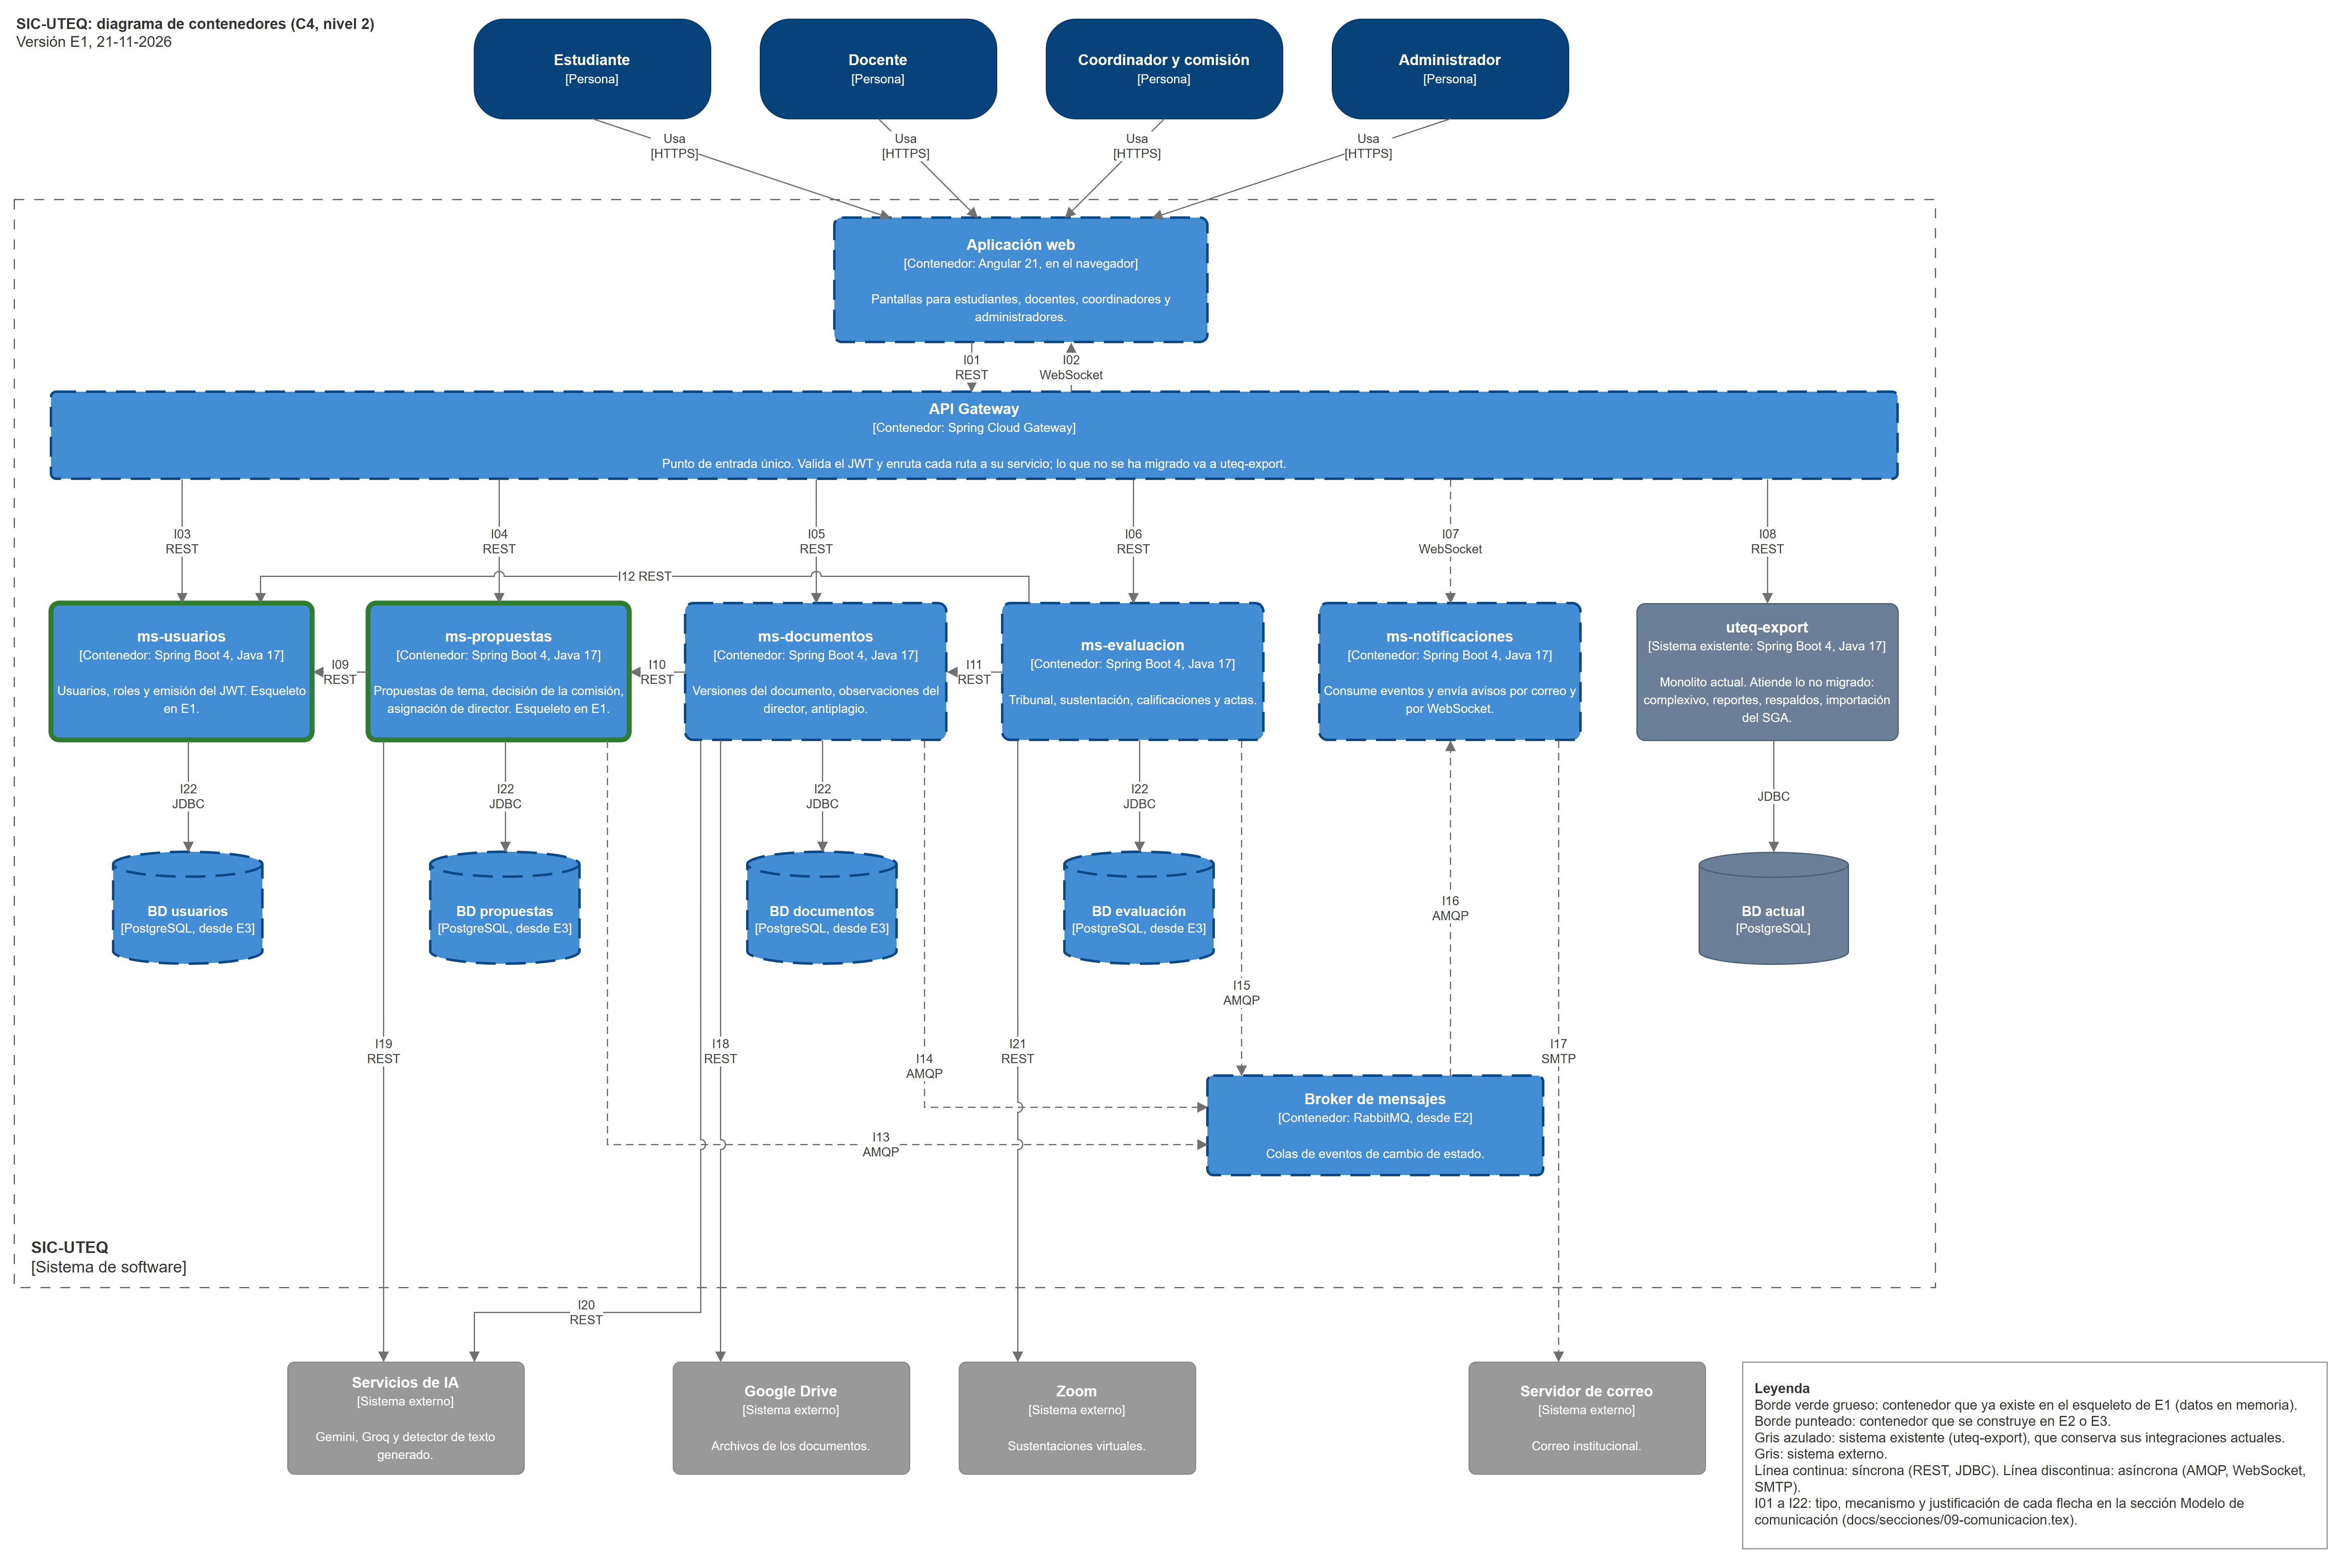 SIC-UTEQ: diagrama de contenedores (C4, nivel 2)
Versión E1, 21-11-2026
Estudiante
[Persona]
Docente
[Persona]
Coordinador y comisión
[Persona]
Administrador
[Persona]
Usa
[HTTPS]
Usa
[HTTPS]
Usa
[HTTPS]
Usa
[HTTPS]
Aplicación web
[Contenedor: Angular 21, en el navegador]
Pantallas para estudiantes, docentes, coordinadores y
administradores.
I01
REST
I02
WebSocket
API Gateway
[Contenedor: Spring Cloud Gateway]
Punto de entrada único. Valida el JWT y enruta cada ruta a su servicio; lo que no se ha migrado va a uteq-export.
I03
REST
I04
REST
I05
REST
I06
REST
I07
WebSocket
I08
REST
I12 REST
ms-usuarios
[Contenedor: Spring Boot 4, Java 17]
Usuarios, roles y emisión del JWT. Esqueleto
en E1.
I09
REST
ms-propuestas
[Contenedor: Spring Boot 4, Java 17]
Propuestas de tema, decisión de la comisión,
asignación de director. Esqueleto en E1.
I10
REST
ms-documentos
[Contenedor: Spring Boot 4, Java 17]
Versiones del documento, observaciones del
director, antiplagio.
I11
REST
ms-evaluacion
[Contenedor: Spring Boot 4, Java 17]
Tribunal, sustentación, calificaciones y actas.
ms-notificaciones
[Contenedor: Spring Boot 4, Java 17]
Consume eventos y envía avisos por correo y
por WebSocket.
uteq-export
[Sistema existente: Spring Boot 4, Java 17]
Monolito actual. Atiende lo no migrado:
complexivo, reportes, respaldos, importación
del SGA.
I22
JDBC
I22
JDBC
I22
JDBC
I22
JDBC
JDBC
BD usuarios
[PostgreSQL, desde E3]
BD propuestas
[PostgreSQL, desde E3]
BD documentos
[PostgreSQL, desde E3]
BD evaluación
[PostgreSQL, desde E3]
I16
AMQP
BD actual
[PostgreSQL]
I15
AMQP
I19
REST
I18
REST
I14
AMQP
I21
REST
I17
SMTP
Broker de mensajes
[Contenedor: RabbitMQ, desde E2]
Colas de eventos de cambio de estado.
I13
AMQP
SIC-UTEQ
[Sistema de software]
I20
REST
Servicios de IA
[Sistema externo]
Gemini, Groq y detector de texto
generado.
Google Drive
[Sistema externo]
Archivos de los documentos.
Zoom
[Sistema externo]
Sustentaciones virtuales.
Servidor de correo
[Sistema externo]
Correo institucional.
Leyenda
Borde verde grueso: contenedor que ya existe en el esqueleto de E1 (datos en memoria).
Borde punteado: contenedor que se construye en E2 o E3.
Gris azulado: sistema existente (uteq-export), que conserva sus integraciones actuales.
Gris: sistema externo.
Línea continua: síncrona (REST, JDBC). Línea discontinua: asíncrona (AMQP, WebSocket,
SMTP).
I01 a I22: tipo, mecanismo y justificación de cada flecha en la sección Modelo de
comunicación (docs/secciones/09-comunicacion.tex).